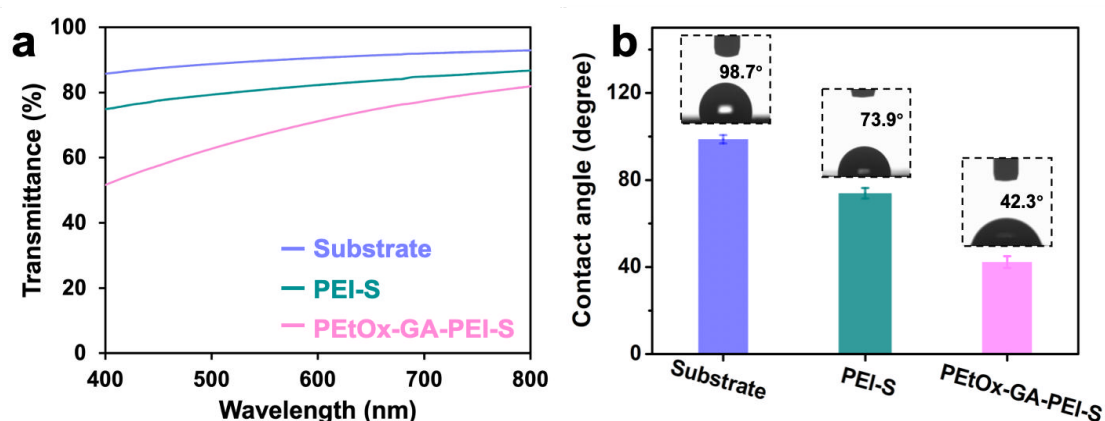 a
100
80
60
40
20
0
Transmittance (%)
Substrate
PEI-S
PEtOx-GA-PEI-S
400 500 600 700 800
Wavelength (nm)
b
120
80
40
0
Contact angle (degree)
98.7°
73.9°
42.3°
Substrate
PEI-S
PEtOx-GA-PEI-S